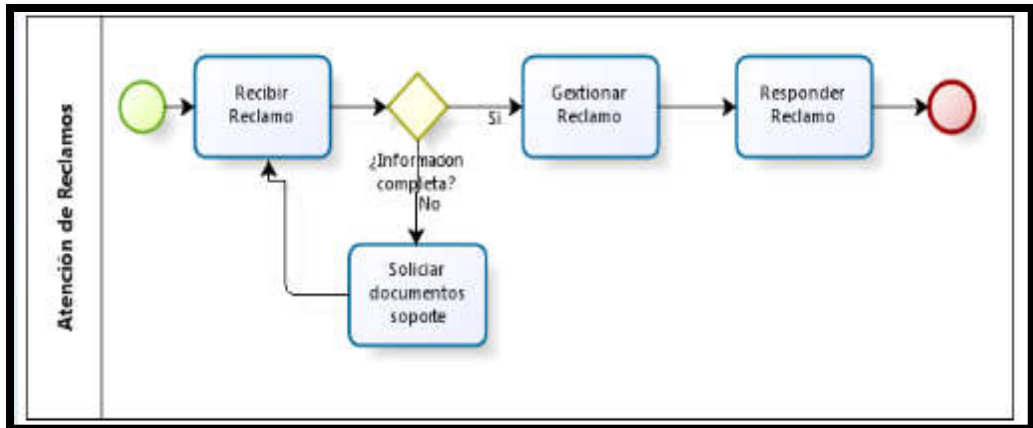 Atención de Reclamos
Recibir
Reclamo
¿Informacion
completa?
Si
No
Gextionar
Reclamo
Responder
Reclamo
Soliciar
documentos
soporte